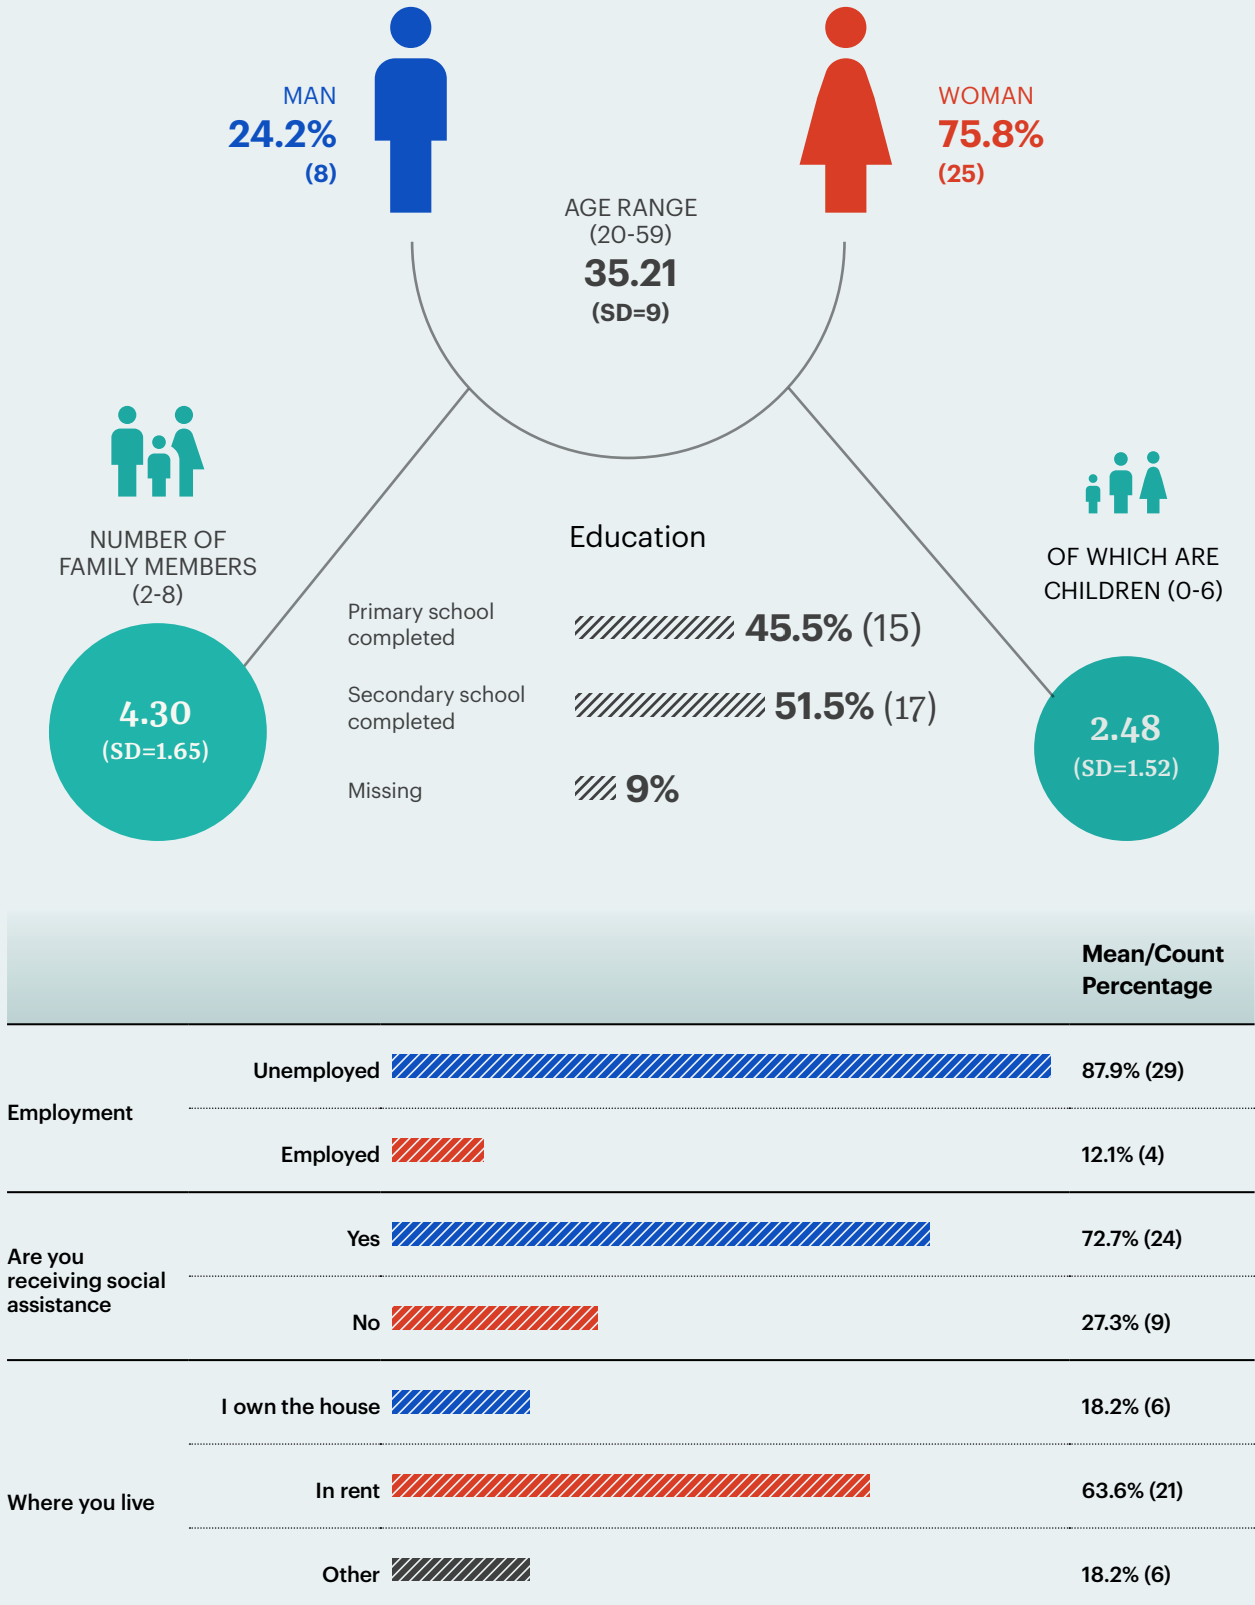 MAN
24.2%
(8)
WOMAN
75.8%
(25)
AGE RANGE
(20-59)
35.21
(SD=9)
NUMBER OF
FAMILY MEMBERS
(2-8)
4.30
(SD=1.65)
Education
Primary school
completed
45.5% (15)
Secondary school
completed
51.5% (17)
Missing
9%
OF WHICH ARE
CHILDREN (0-6)
2.48
(SD=1.52)
Mean/Count
Percentage
Employment
Unemployed
87.9% (29)
Employed
12.1% (4)
Are you
receiving social
assistance
Yes
72.7% (24)
No
27.3% (9)
Where you live
I own the house
18.2% (6)
In rent
63.6% (21)
Other
18.2% (6)